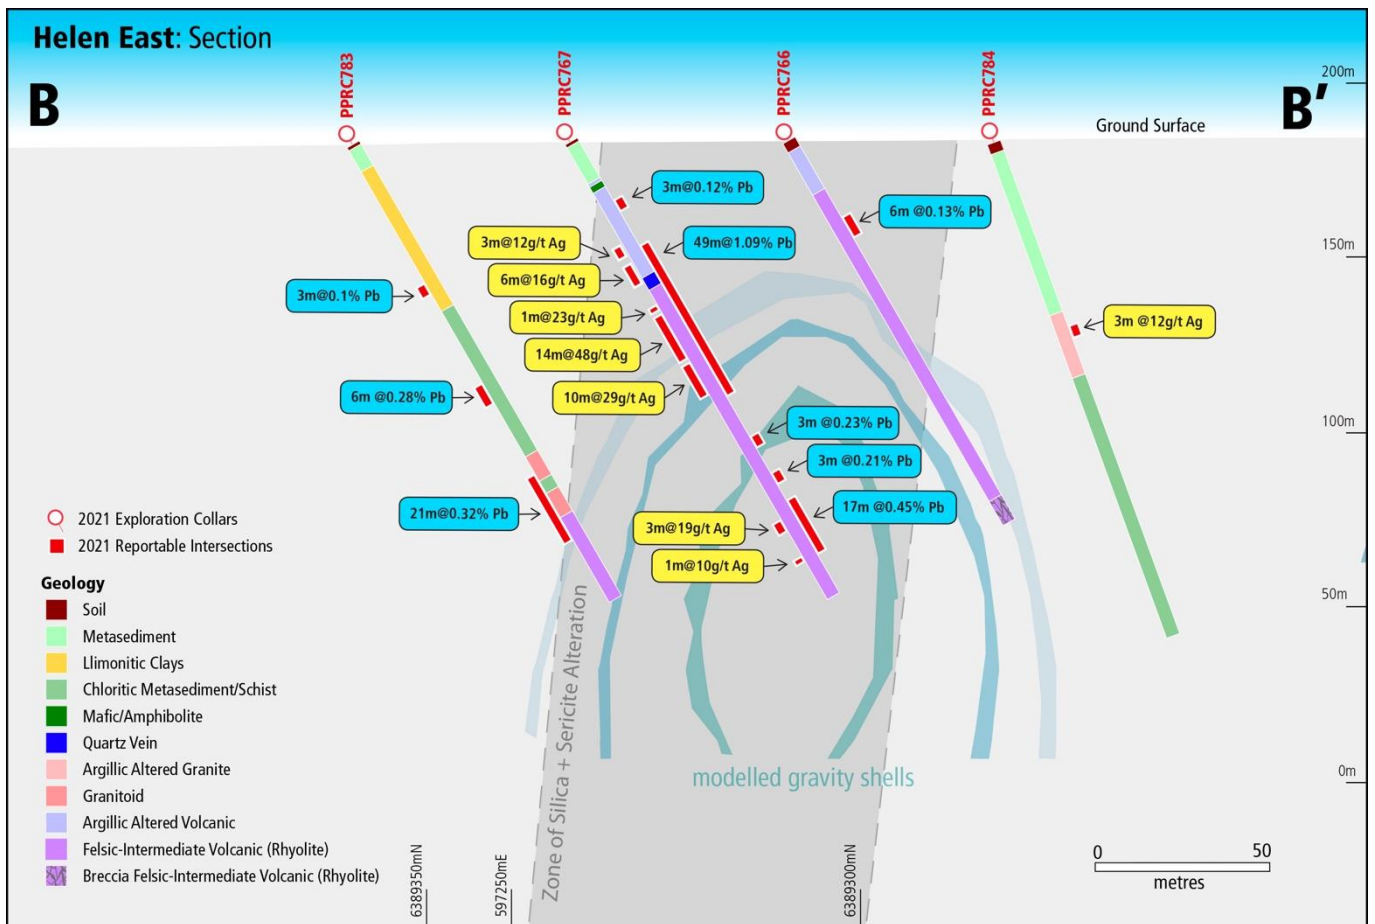 Helen East: Section
B
B′
PPRC783
PPRC767
PPRC766
PPRC784
200m
Ground Surface
3m@0.12% Pb
6m @0.13% Pb
3m@12g/t Ag
49m@1.09% Pb
150m
6m@16g/t Ag
3m@0.1% Pb
1m@23g/t Ag
3m @12g/t Ag
14m@48g/t Ag
6m @0.28% Pb
10m@29g/t Ag
3m @0.23% Pb
100m
3m @0.21% Pb
21m@0.32% Pb
17m @0.45% Pb
3m@19g/t Ag
1m@10g/t Ag
50m
Zone of Silica + Sericite Alteration
modelled gravity shells
0m
2021 Exploration Collars
2021 Reportable Intersections
Geology
Soil
Metasediment
Llimonitic Clays
Chloritic Metasediment/Schist
Mafic/Amphibolite
Quartz Vein
Argillic Altered Granite
Granitoid
Argillic Altered Volcanic
Felsic-Intermediate Volcanic (Rhyolite)
Breccia Felsic-Intermediate Volcanic (Rhyolite)
6389350mN
597250mE
6389300mN
0 50
metres